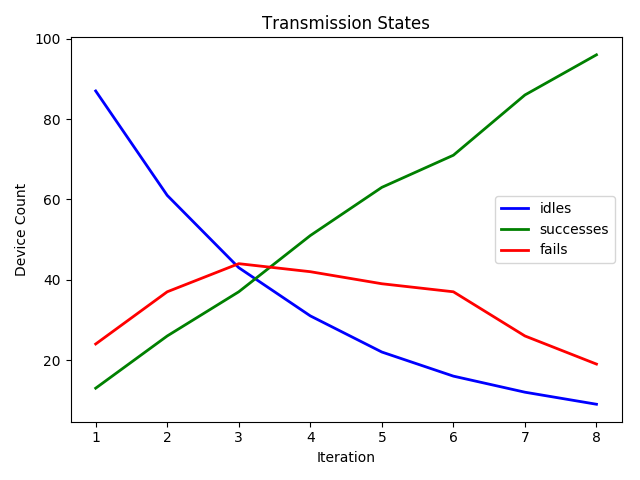 Transmission States
Device Count
100
80
60
40
20
idles
successes
fails
1 2 3 4 5 6 7 8
Iteration